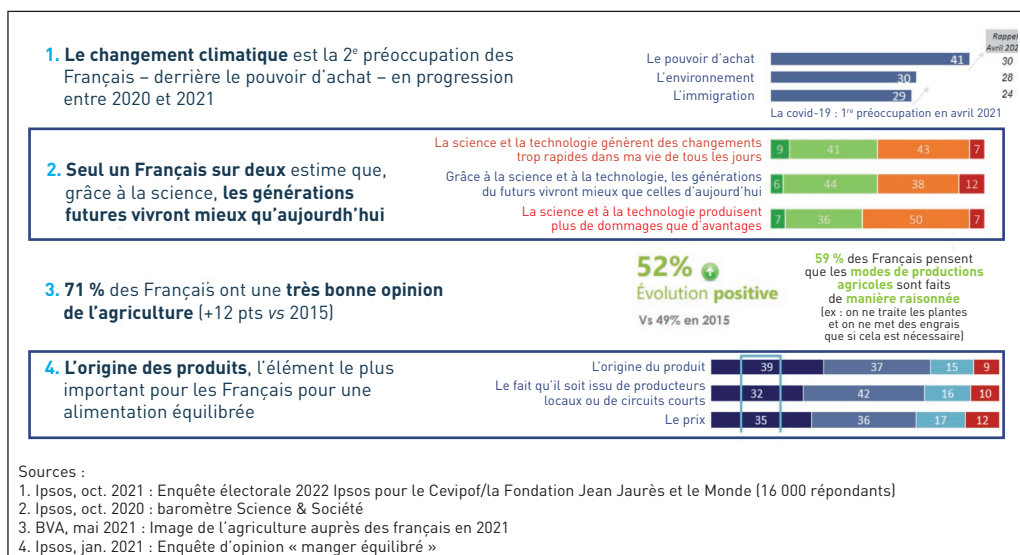 1. Le changement climatique est la 2e préoccupation des
Français – derrière le pouvoir d'achat – en progression
entre 2020 et 2021
Rappel
Avril 202
Le pouvoir d'achat 41 30
L'environnement 30 28
L'immigration 29 24
La covid-19 : 1re préoccupation en avril 2021
2. Seul un Français sur deux estime que,
grâce à la science, les générations
futures vivront mieux qu'aujourdh'hui
La science et la technologie génèrent des changements
trop rapides dans ma vie de tous les jours
9 41 43 7
Grâce à la science et à la technologie, les générations
du futurs vivront mieux que celles d'aujourd'hui
6 44 38 12
La science et à la technologie produisent
plus de dommages que d'avantages
7 36 50 7
3. 71 % des Français ont une très bonne opinion
de l'agriculture (+12 pts vs 2015)
52%
Évolution positive
Vs 49% en 2015
59 % des Français pensent
que les modes de productions
agricoles sont faits
de manière raisonnée
(ex : on ne traite les plantes
et on ne met des engrais
que si cela est nécessaire)
4. L'origine des produits, l'élément le plus
important pour les Français pour une
alimentation équilibrée
L'origine du produit 39 37 15 9
Le fait qu'il soit issu de producteurs
locaux ou de circuits courts
32 42 16 10
Le prix 35 36 17 12
Sources :
1. Ipsos, oct. 2021 : Enquête électorale 2022 Ipsos pour le Cevipof/la Fondation Jean Jaurès et le Monde (16 000 répondants)
2. Ipsos, oct. 2020 : baromètre Science & Société
3. BVA, mai 2021 : Image de l'agriculture auprès des français en 2021
4. Ipsos, jan. 2021 : Enquête d'opinion « manger équilibré »